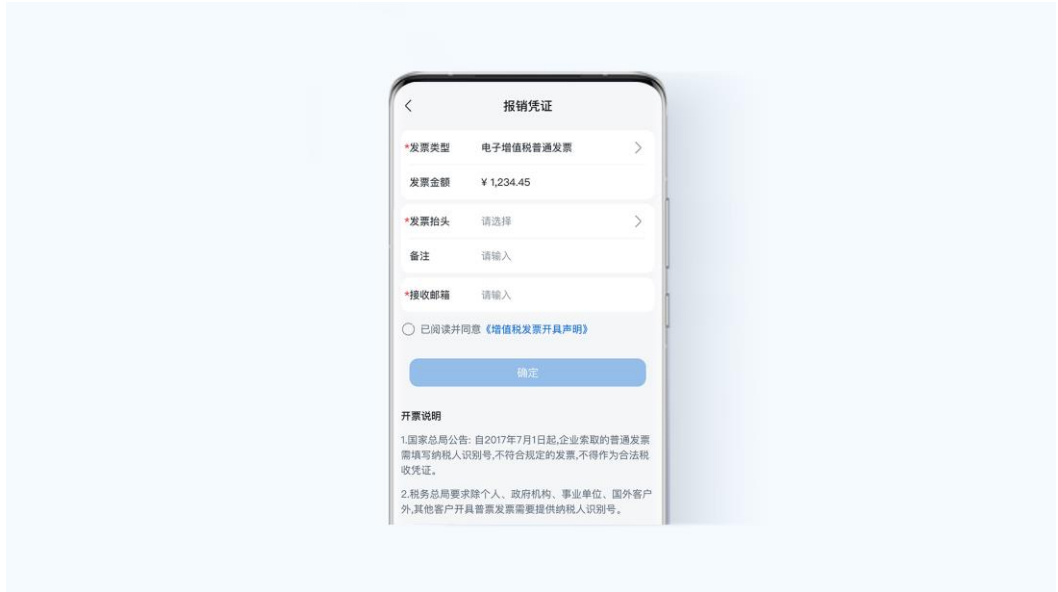 报销凭证
*发票类型 电子增值税普通发票
发票金额 ¥ 1,234.45
*发票抬头 请选择
备注 请输入
*接收邮箱 请输入
已阅读并同意《增值税发票开具声明》
确定
开票说明
1.国家总局公告: 自2017年7月1日起,企业索取的普通发票
需填写纳税人识别号,不符合规定的发票,不得作为合法税
收凭证。
2.税务总局要求除个人、政府机构、事业单位、国外客户
外,其他客户开具普票发票需要提供纳税人识别号。